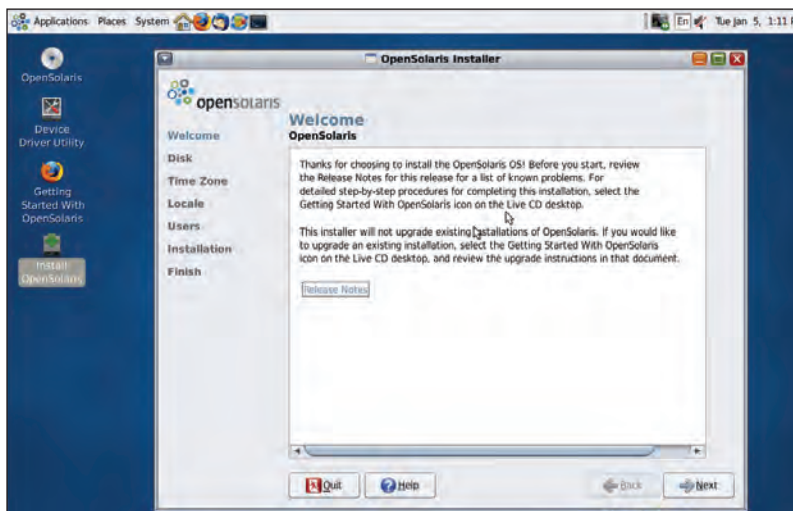 Applications Places System
En Tue Jan 5, 1:11
OpenSolaris
Device
Driver Utility
Getting
Started With
OpenSolaris
Install
OpenSolaris
OpenSolaris Installer
opensolaris
Welcome
Disk
Time Zone
Locale
Users
Installation
Finish
Welcome
OpenSolaris
Thanks for choosing to install the OpenSolaris OS! Before you start, review
the Release Notes for this release for a list of known problems. For
detailed step-by-step procedures for completing this installation, select the
Getting Started With OpenSolaris icon on the Live CD desktop.
This installer will not upgrade existing installations of OpenSolaris. If you would like
to upgrade an existing installation, select the Getting Started With OpenSolaris
icon on the Live CD desktop, and review the upgrade instructions in that document.
Release Notes
Quit Help Back Next